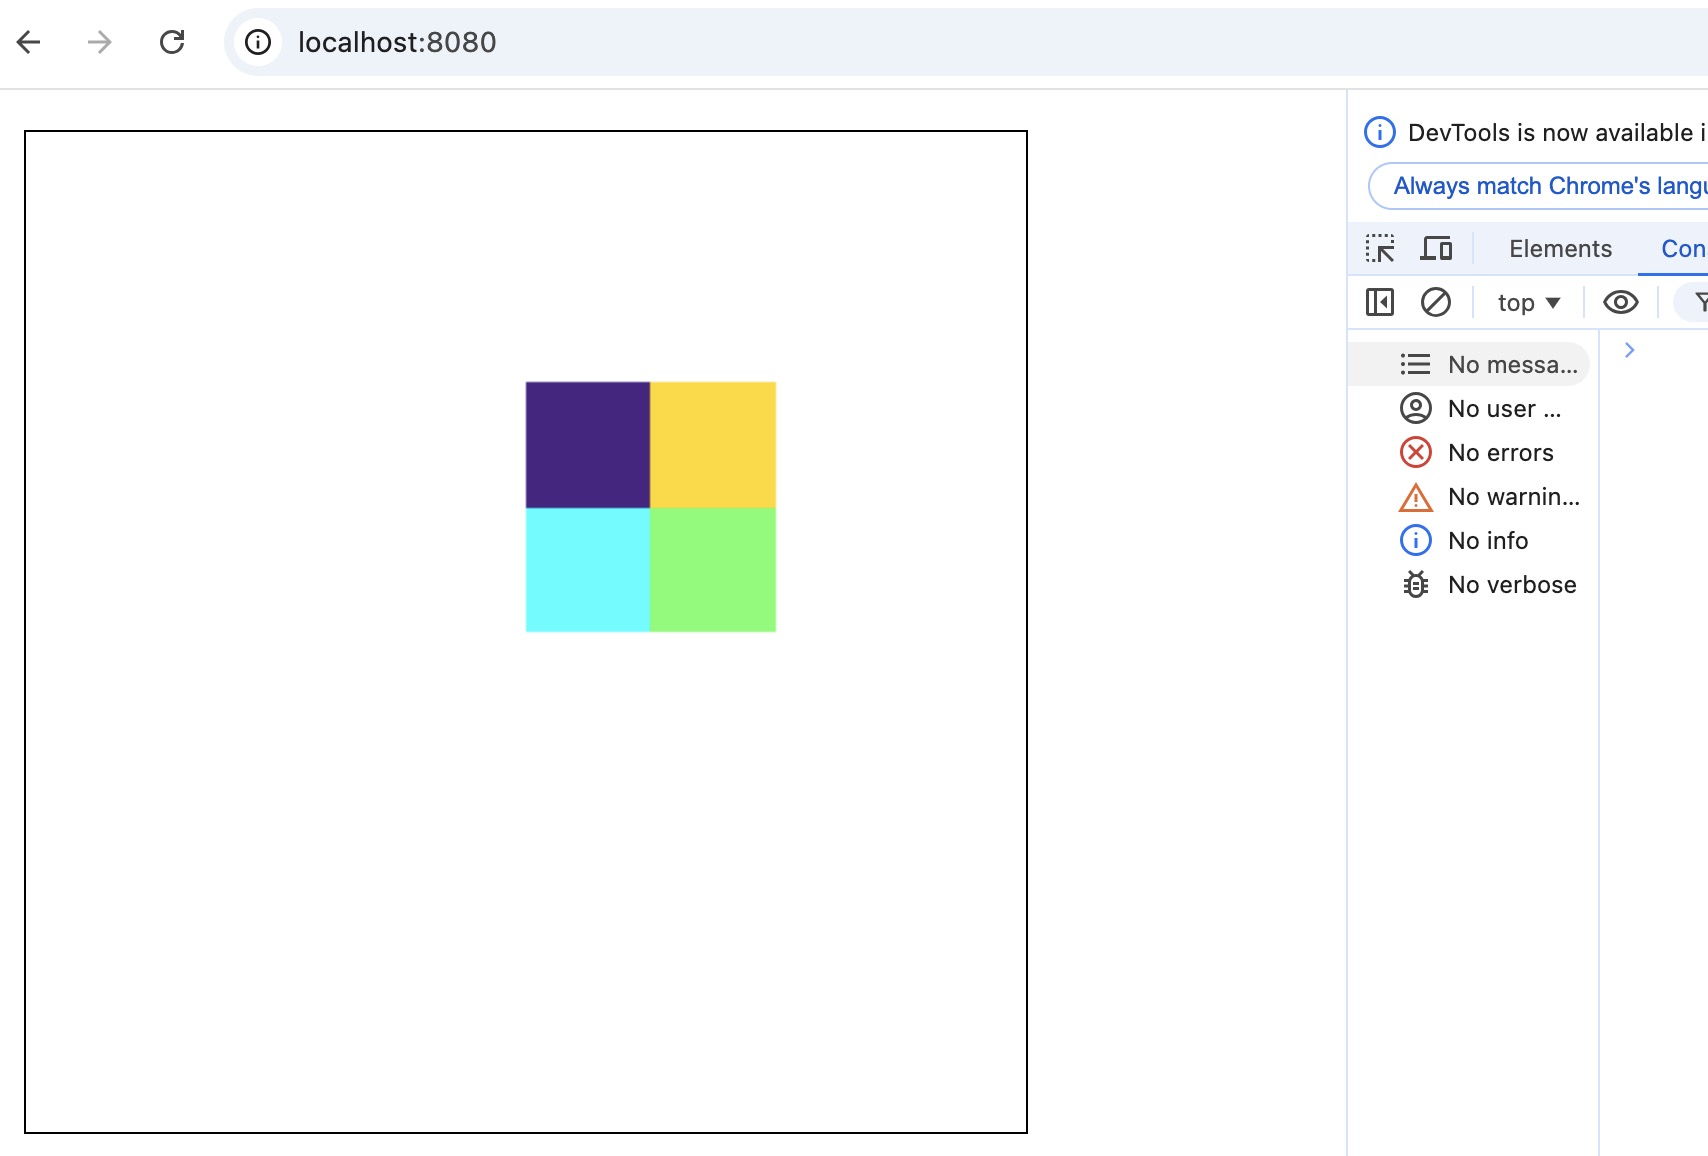 localhost:8080
DevTools is now available i
Always match Chrome's langu
Elements
Con
top
No messa...
No user ...
No errors
No warnin...
No info
No verbose